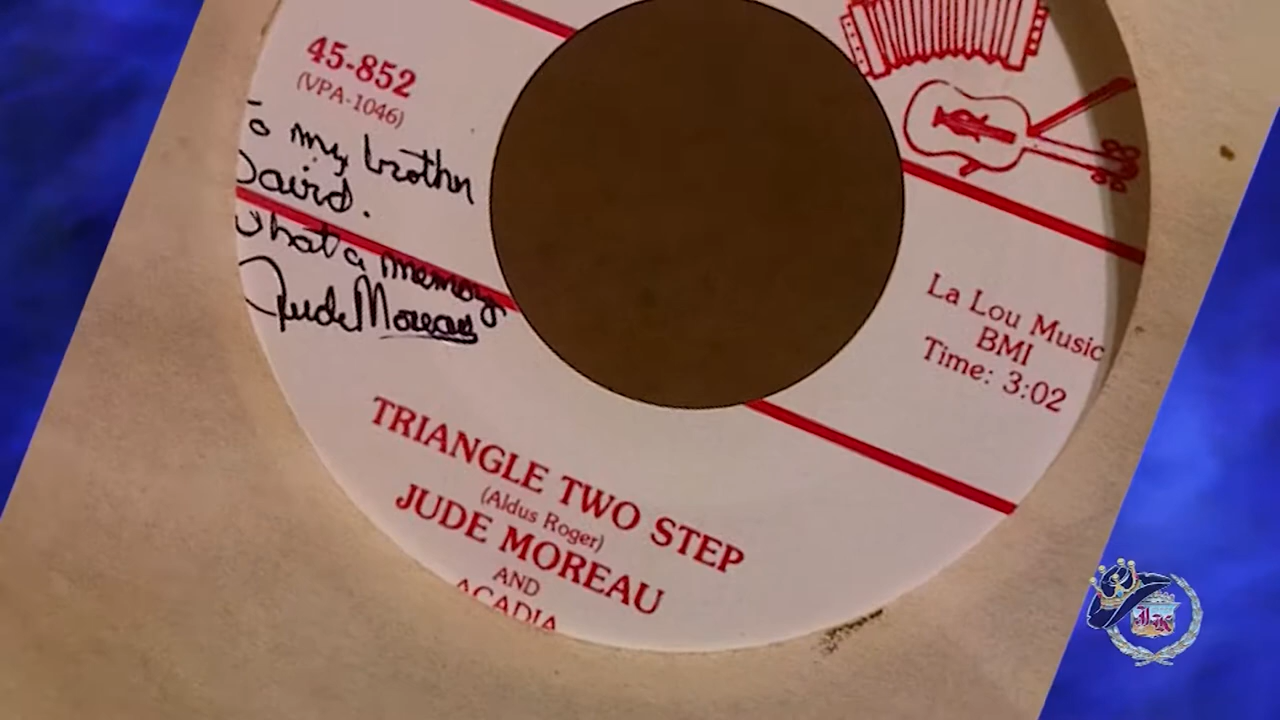 45-852
(VPA-1046)
To my brother
David.
What a memory
Jude Moreau
La Lou Music
BMI
Time: 3:02
TRIANGLE TWO STEP
(Aldus Roger)
JUDE MOREAU
AND
ACADIA